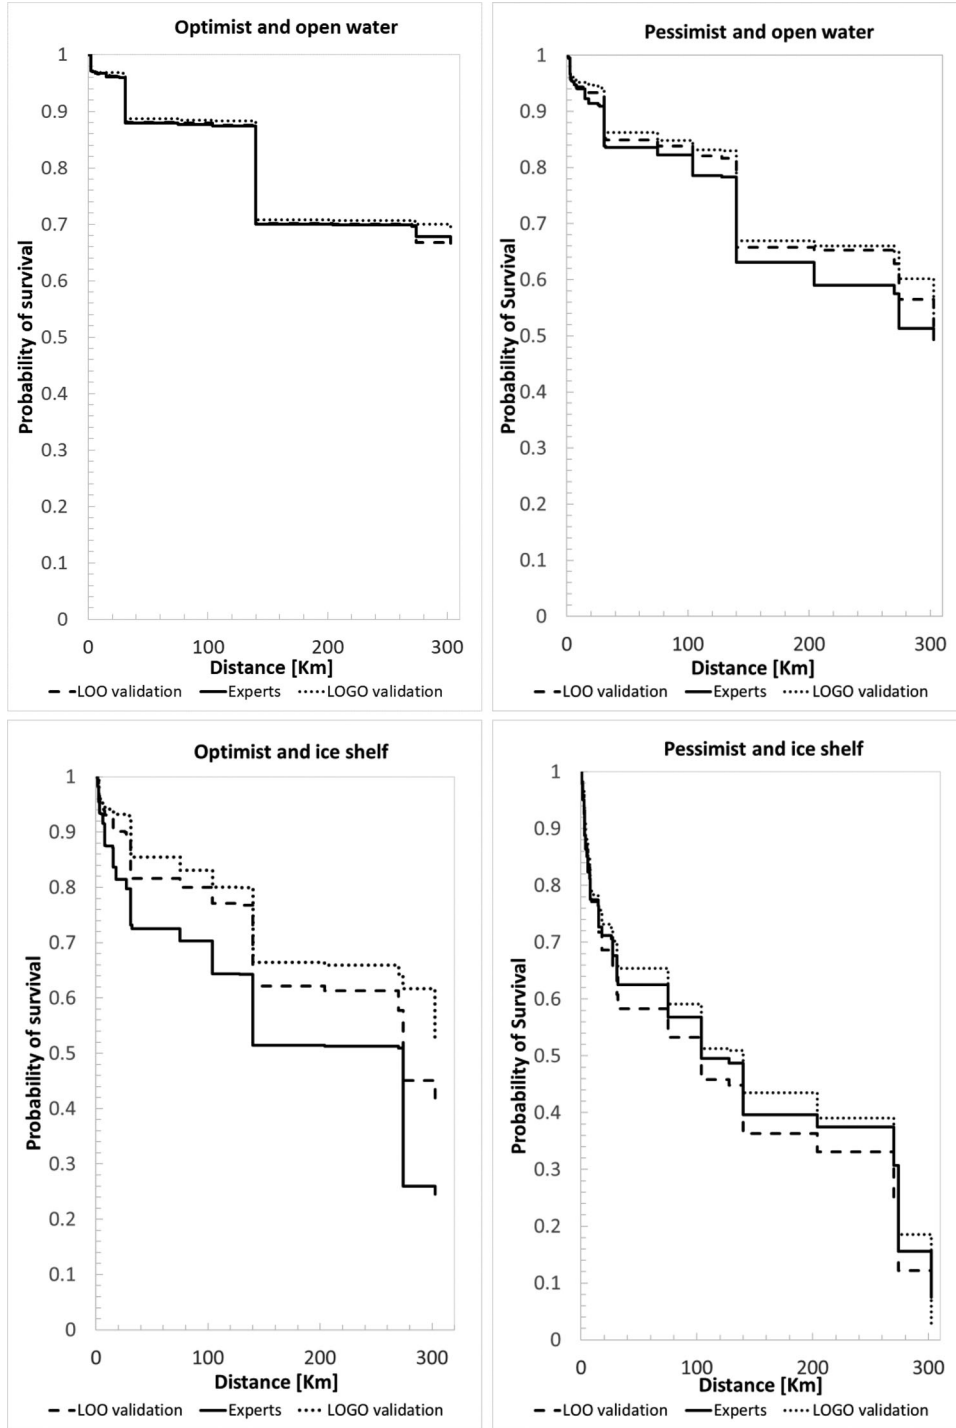 Optimist and open water
Probability of survival
1
0.9
0.8
0.7
0.6
0.5
0.4
0.3
0.2
0.1
0
0 100 200 300
Distance [Km]
LOO validation Experts LOGO validation
Pessimist and open water
Probability of Survival
1
0.9
0.8
0.7
0.6
0.5
0.4
0.3
0.2
0.1
0
0 100 200 300
Distance [Km]
LOO validation Experts LOGO validation
Optimist and ice shelf
Probability of survival
1
0.9
0.8
0.7
0.6
0.5
0.4
0.3
0.2
0.1
0
0 100 200 300
Distance [Km]
LOO validation Experts LOGO validation
Pessimist and ice shelf
Probability of Survival
1
0.9
0.8
0.7
0.6
0.5
0.4
0.3
0.2
0.1
0
0 100 200 300
Distance [Km]
LOO validation Experts LOGO validation